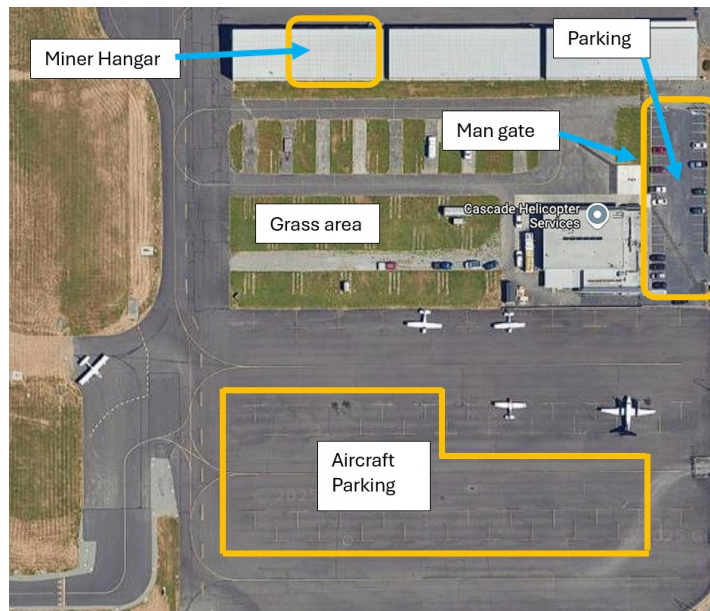 Miner Hangar
Parking
Man gate
Cascade Helicopter
Services
Grass area
Aircraft
Parking